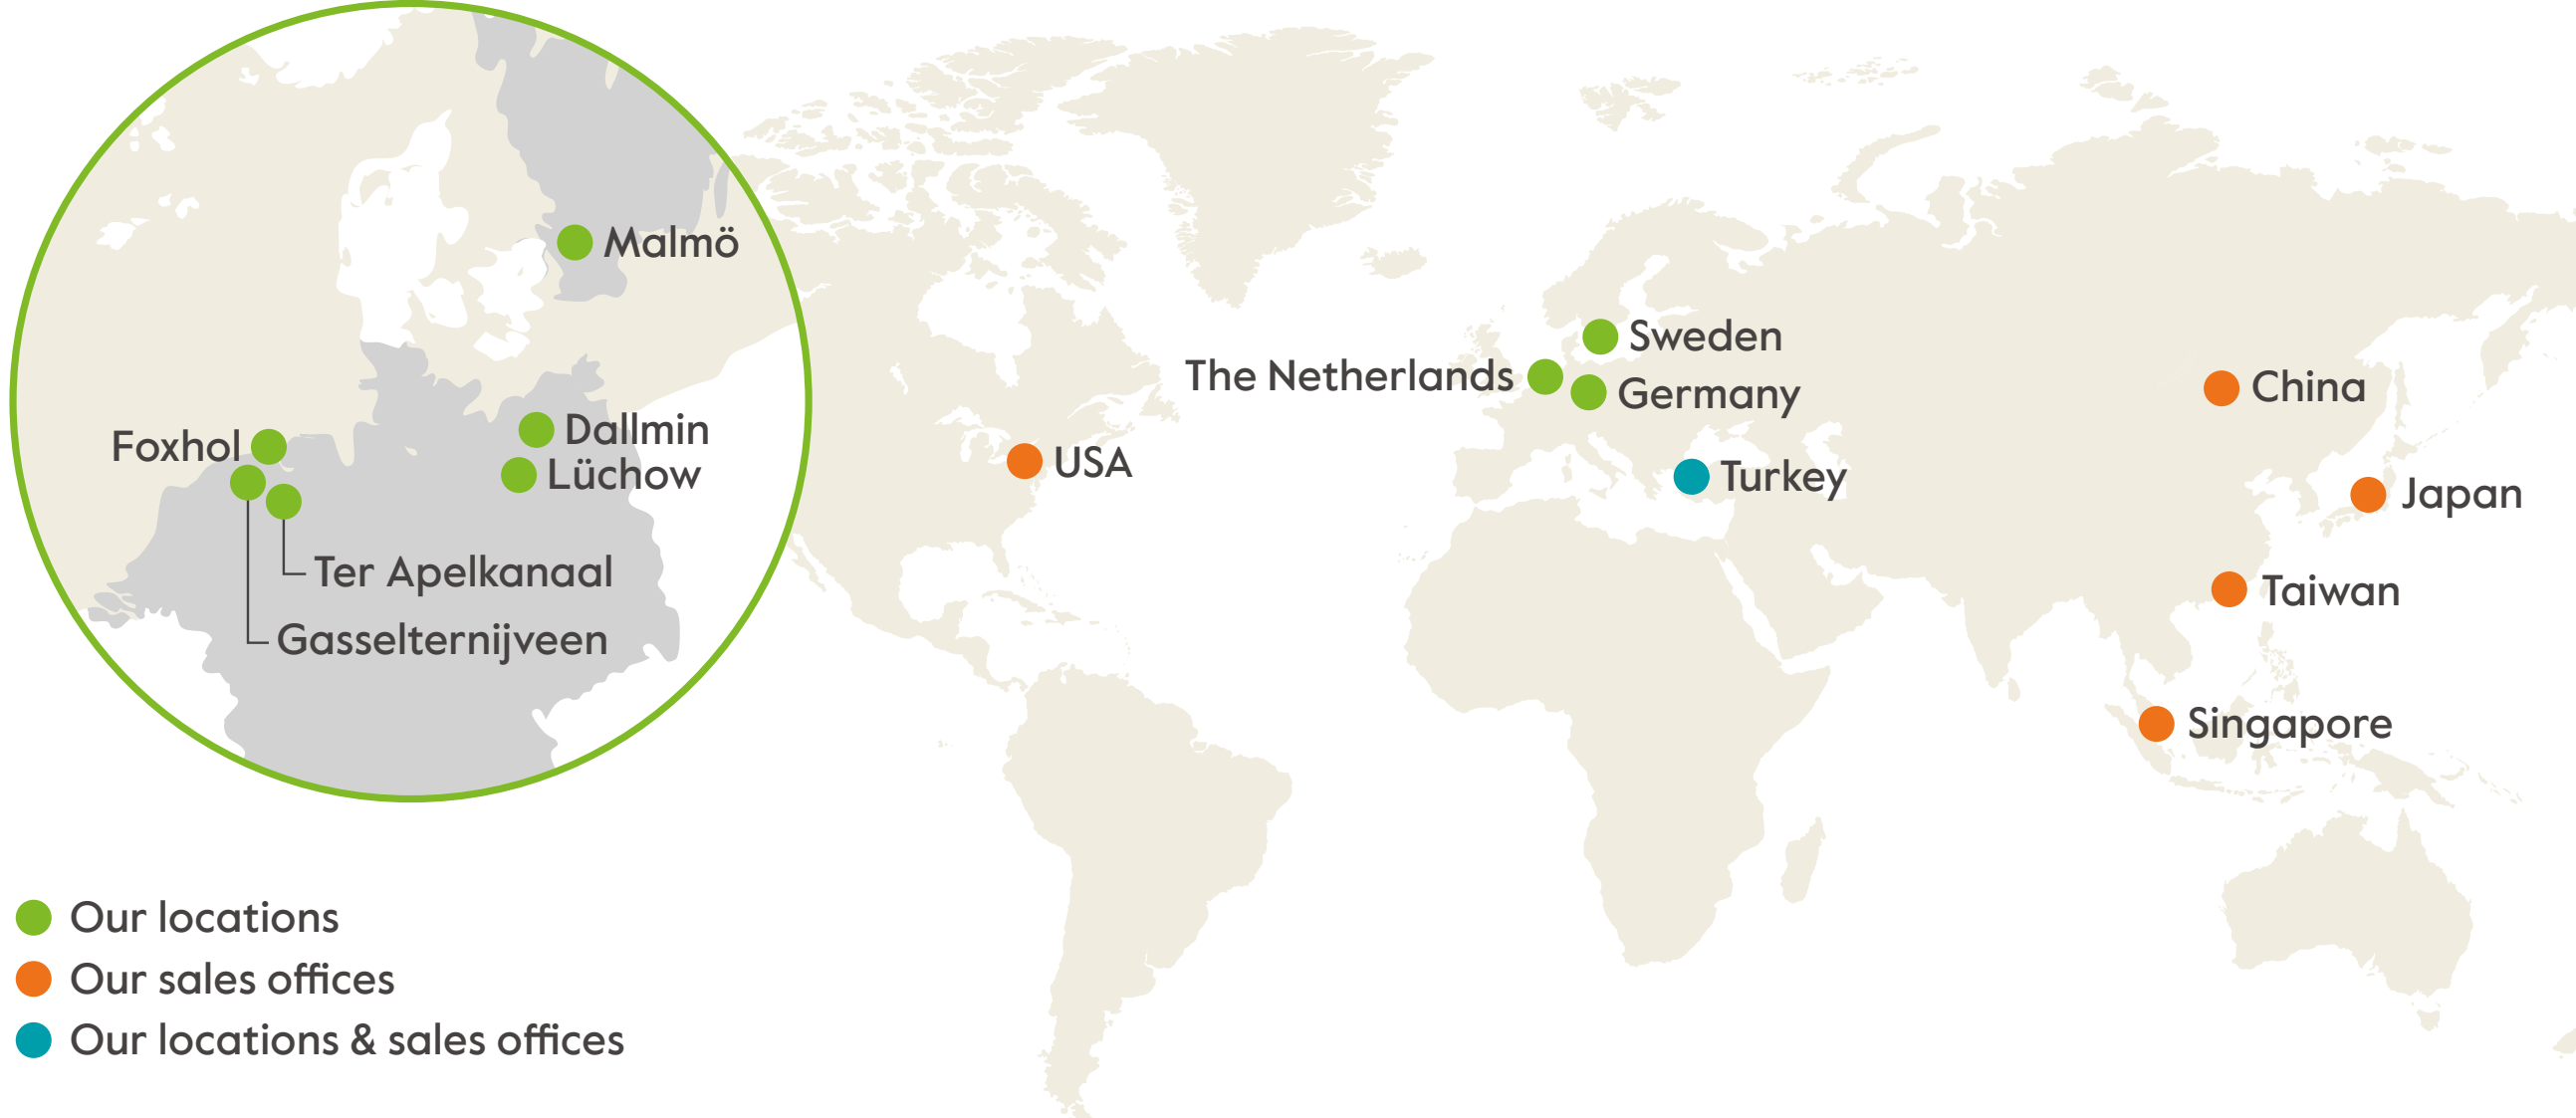 Malmö
Foxhol
Dallmin
Lüchow
Ter Apelkanaal
Gasselternijveen
Sweden
The Netherlands
Germany
China
USA
Turkey
Japan
Taiwan
Singapore
Our locations
Our sales offices
Our locations & sales offices